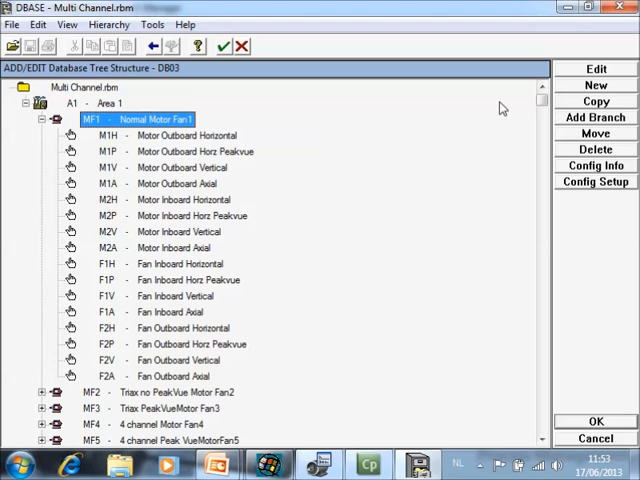 DBASE - Multi Channel.rbm
File Edit View Hierarchy Tools Help
ADD/EDIT Database Tree Structure - DB03
Multi Channel.rbm
A1 - Area 1
MF1 - Normal Motor Fan1
M1H - Motor Outboard Horizontal
M1P - Motor Outboard Horz Peakvue
M1V - Motor Outboard Vertical
M1A - Motor Outboard Axial
M2H - Motor Inboard Horizontal
M2P - Motor Inboard Horz Peakvue
M2V - Motor Inboard Vertical
M2A - Motor Inboard Axial
F1H - Fan Inboard Horizontal
F1P - Fan Inboard Horz Peakvue
F1V - Fan Inboard Vertical
F1A - Fan Inboard Axial
F2H - Fan Outboard Horizontal
F2P - Fan Outboard Horz Peakvue
F2V - Fan Outboard Vertical
F2A - Fan Outboard Axial
MF2 - Triax no PeakVue Motor Fan2
MF3 - Triax PeakVueMotor Fan3
MF4 - 4 channel Motor Fan4
MF5 - 4 channel Peak VueMotorFan5
Edit
New
Copy
Add Branch
Move
Delete
Config Info
Config Setup
OK
Cancel
Cp
NL
11:53
17/06/2013